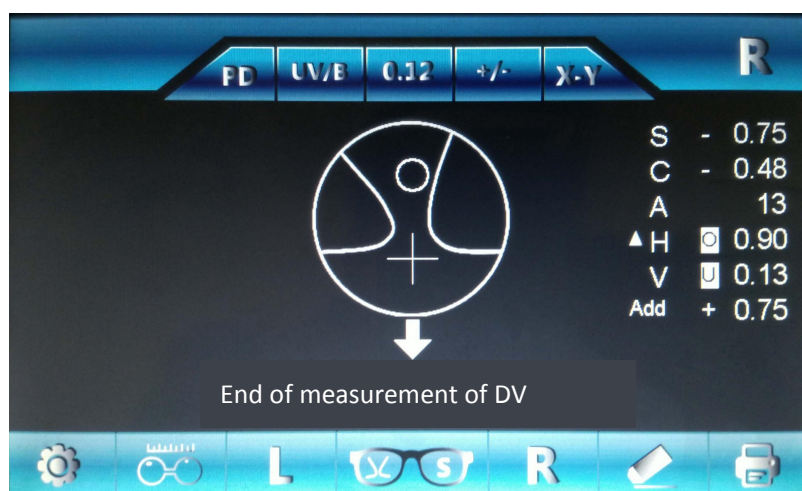 R
PD UV/B 0.12 +/- X-Y
S - 0.75
C - 0.48
A 13
▲H O 0.90
V U 0.13
Add + 0.75
End of measurement of DV
L S R